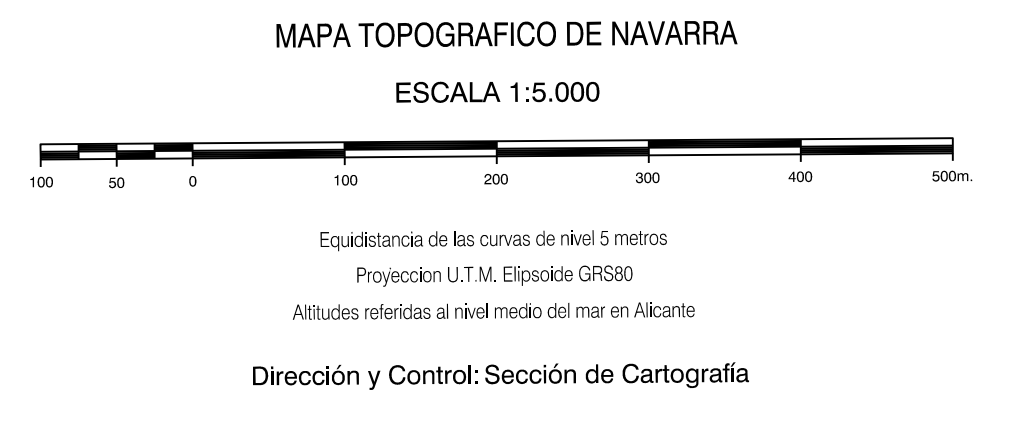 MAPA TOPOGRAFICO DE NAVARRA
ESCALA 1:5.000
100 50 0 100 200 300 400 500m.
Equidistancia de las curvas de nivel 5 metros
Proyeccion U.T.M. Elipsoide GRS80
Altitudes referidas al nivel medio del mar en Alicante
Dirección y Control: Sección de Cartografía